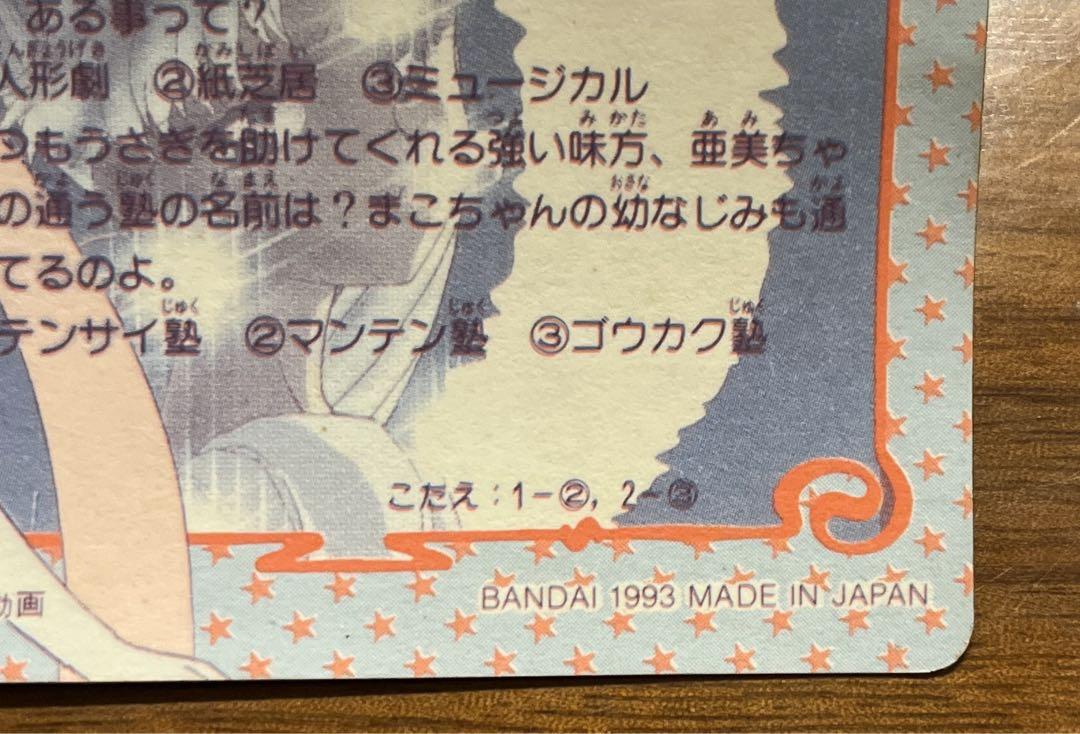 ある事って？
人形劇　②紙芝居　③ミュージカル
つもうさぎを助けてくれる強い味方、亜美ちゃ
の通う塾の名前は？まこちゃんの幼なじみも通
てるのよ。
テンサイ塾　②マンテン塾　③ゴウカク塾
こたえ：1－②，2－③
動画
BANDAI 1993 MADE IN JAPAN